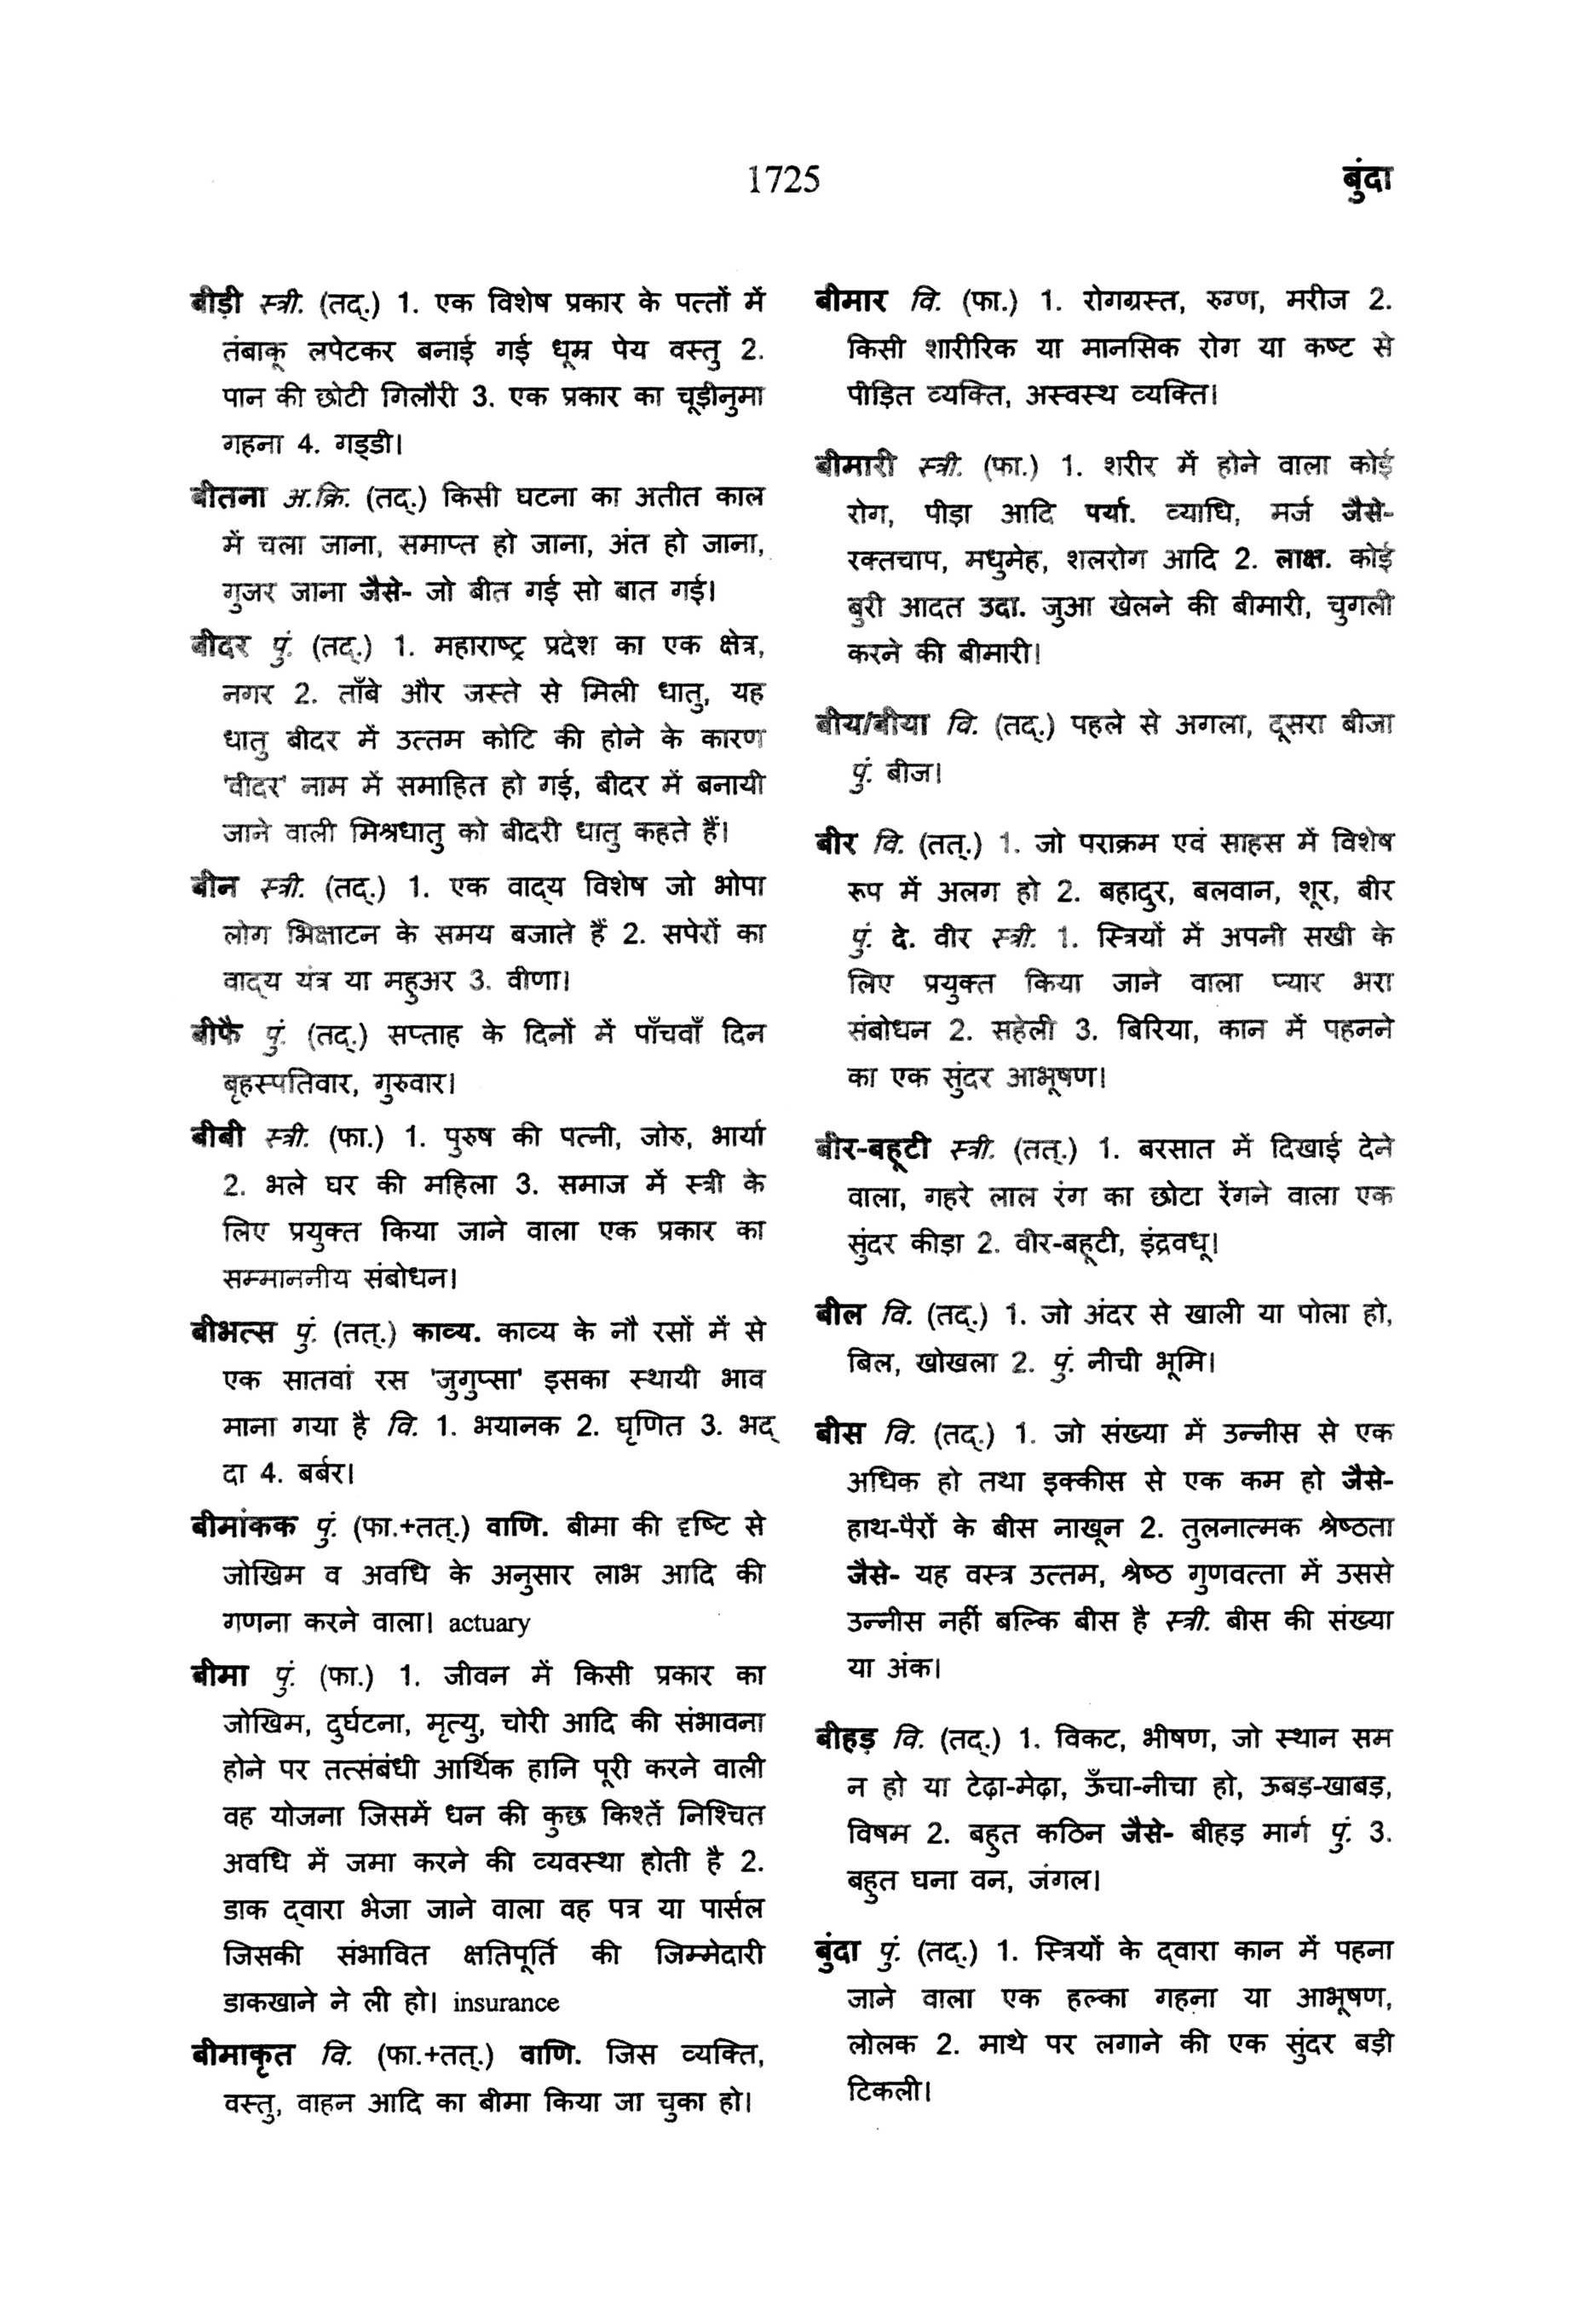 1725
बुंदा
बीड़ी स्त्री. (तद्.) 1. एक विशेष प्रकार के पत्तों में
तंबाकू लपेटकर बनाई गई धूम्र पेय वस्तु 2.
पान की छोटी गिलौरी 3. एक प्रकार का चूड़ीनुमा
गहना 4. गड्डी।
बीतना अ.क्रि. (तद्.) किसी घटना का अतीत काल
में चला जाना, समाप्त हो जाना, अंत हो जाना,
गुजर जाना जैसे- जो बीत गई सो बात गई।
बीदर पुं. (तद्.) 1. महाराष्ट्र प्रदेश का एक क्षेत्र,
नगर 2. ताँबे और जस्ते से मिली धातु, यह
धातु बीदर में उत्तम कोटि की होने के कारण
'वीदर' नाम में समाहित हो गई, बीदर में बनायी
जाने वाली मिश्रधातु को बीदरी धातु कहते हैं।
बीन स्त्री. (तद्.) 1. एक वाद्य विशेष जो भोपा
लोग भिक्षाटन के समय बजाते हैं 2. सपेरों का
वाद्य यंत्र या महुअर 3. वीणा।
बीफै पुं. (तद्.) सप्ताह के दिनों में पाँचवाँ दिन
बृहस्पतिवार, गुरुवार।
बीबी स्त्री. (फा.) 1. पुरुष की पत्नी, जोरु, भार्या
2. भले घर की महिला 3. समाज में स्त्री के
लिए प्रयुक्त किया जाने वाला एक प्रकार का
सम्माननीय संबोधन।
बीभत्स पुं. (तत्.) काव्य. काव्य के नौ रसों में से
एक सातवां रस 'जुगुप्सा' इसका स्थायी भाव
माना गया है वि. 1. भयानक 2. घृणित 3. भद्
दा 4. बर्बर।
बीमांकक पुं. (फा.+तत्.) वाणि. बीमा की दृष्टि से
जोखिम व अवधि के अनुसार लाभ आदि की
गणना करने वाला। actuary
बीमा पुं. (फा.) 1. जीवन में किसी प्रकार का
जोखिम, दुर्घटना, मृत्यु, चोरी आदि की संभावना
होने पर तत्संबंधी आर्थिक हानि पूरी करने वाली
वह योजना जिसमें धन की कुछ किश्तें निश्चित
अवधि में जमा करने की व्यवस्था होती है 2.
डाक द्वारा भेजा जाने वाला वह पत्र या पार्सल
जिसकी संभावित क्षतिपूर्ति की जिम्मेदारी
डाकखाने ने ली हो। insurance
बीमाकृत वि. (फा.+तत्.) वाणि. जिस व्यक्ति,
वस्तु, वाहन आदि का बीमा किया जा चुका हो।
बीमार वि. (फा.) 1. रोगग्रस्त, रुग्ण, मरीज 2.
किसी शारीरिक या मानसिक रोग या कष्ट से
पीड़ित व्यक्ति, अस्वस्थ व्यक्ति।
बीमारी स्त्री. (फा.) 1. शरीर में होने वाला कोई
रोग, पीड़ा आदि पर्या. व्याधि, मर्ज जैसे-
रक्तचाप, मधुमेह, शलरोग आदि 2. लाक्ष. कोई
बुरी आदत उदा. जुआ खेलने की बीमारी, चुगली
करने की बीमारी।
बीय/बीया वि. (तद्.) पहले से अगला, दूसरा बीजा
पुं. बीज।
बीर वि. (तत्.) 1. जो पराक्रम एवं साहस में विशेष
रूप में अलग हो 2. बहादुर, बलवान, शूर, बीर
पुं. दे. वीर स्त्री. 1. स्त्रियों में अपनी सखी के
लिए प्रयुक्त किया जाने वाला प्यार भरा
संबोधन 2. सहेली 3. बिरिया, कान में पहनने
का एक सुंदर आभूषण।
बीर-बहूटी स्त्री. (तत्.) 1. बरसात में दिखाई देने
वाला, गहरे लाल रंग का छोटा रेंगने वाला एक
सुंदर कीड़ा 2. वीर-बहूटी, इंद्रवधू।
बील वि. (तद्.) 1. जो अंदर से खाली या पोला हो,
बिल, खोखला 2. पुं. नीची भूमि।
बीस वि. (तद्.) 1. जो संख्या में उन्नीस से एक
अधिक हो तथा इक्कीस से एक कम हो जैसे-
हाथ-पैरों के बीस नाखून 2. तुलनात्मक श्रेष्ठता
जैसे- यह वस्त्र उत्तम, श्रेष्ठ गुणवत्ता में उससे
उन्नीस नहीं बल्कि बीस है स्त्री. बीस की संख्या
या अंक।
बीहड़ वि. (तद्.) 1. विकट, भीषण, जो स्थान सम
न हो या टेढ़ा-मेढ़ा, ऊँचा-नीचा हो, ऊबड़-खाबड़,
विषम 2. बहुत कठिन जैसे- बीहड़ मार्ग पुं. 3.
बहुत घना वन, जंगल।
बुंदा पुं. (तद्.) 1. स्त्रियों के द्वारा कान में पहना
जाने वाला एक हल्का गहना या आभूषण,
लोलक 2. माथे पर लगाने की एक सुंदर बड़ी
टिकली।